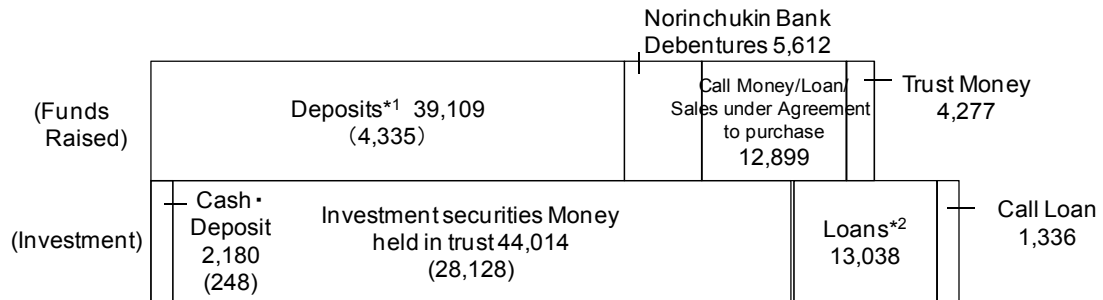 Norinchukin Bank
Debentures 5,612
(Funds
Raised)
Deposits*1 39,109
(4,335)
Call Money/Loan/
Sales under Agreement
to purchase
12,899
Trust Money
4,277
(Investment)
Cash・
Deposit
2,180
(248)
Investment securities Money
held in trust 44,014
(28,128)
Loans*2
13,038
Call Loan
1,336